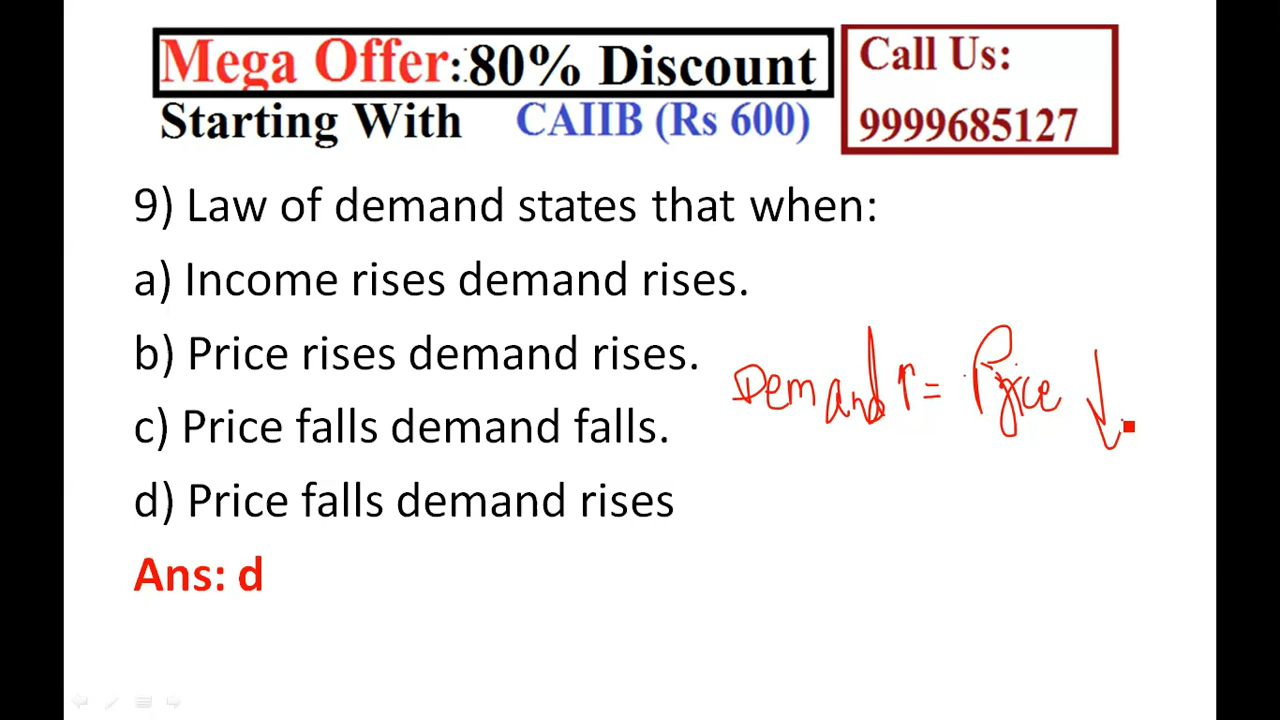 Mega Offer:80% Discount
Starting With CAIIB (Rs 600)
Call Us:
9999685127
9) Law of demand states that when:
a) Income rises demand rises.
b) Price rises demand rises.
c) Price falls demand falls.
d) Price falls demand rises
Ans: d
Demand ↑ = Price ↓